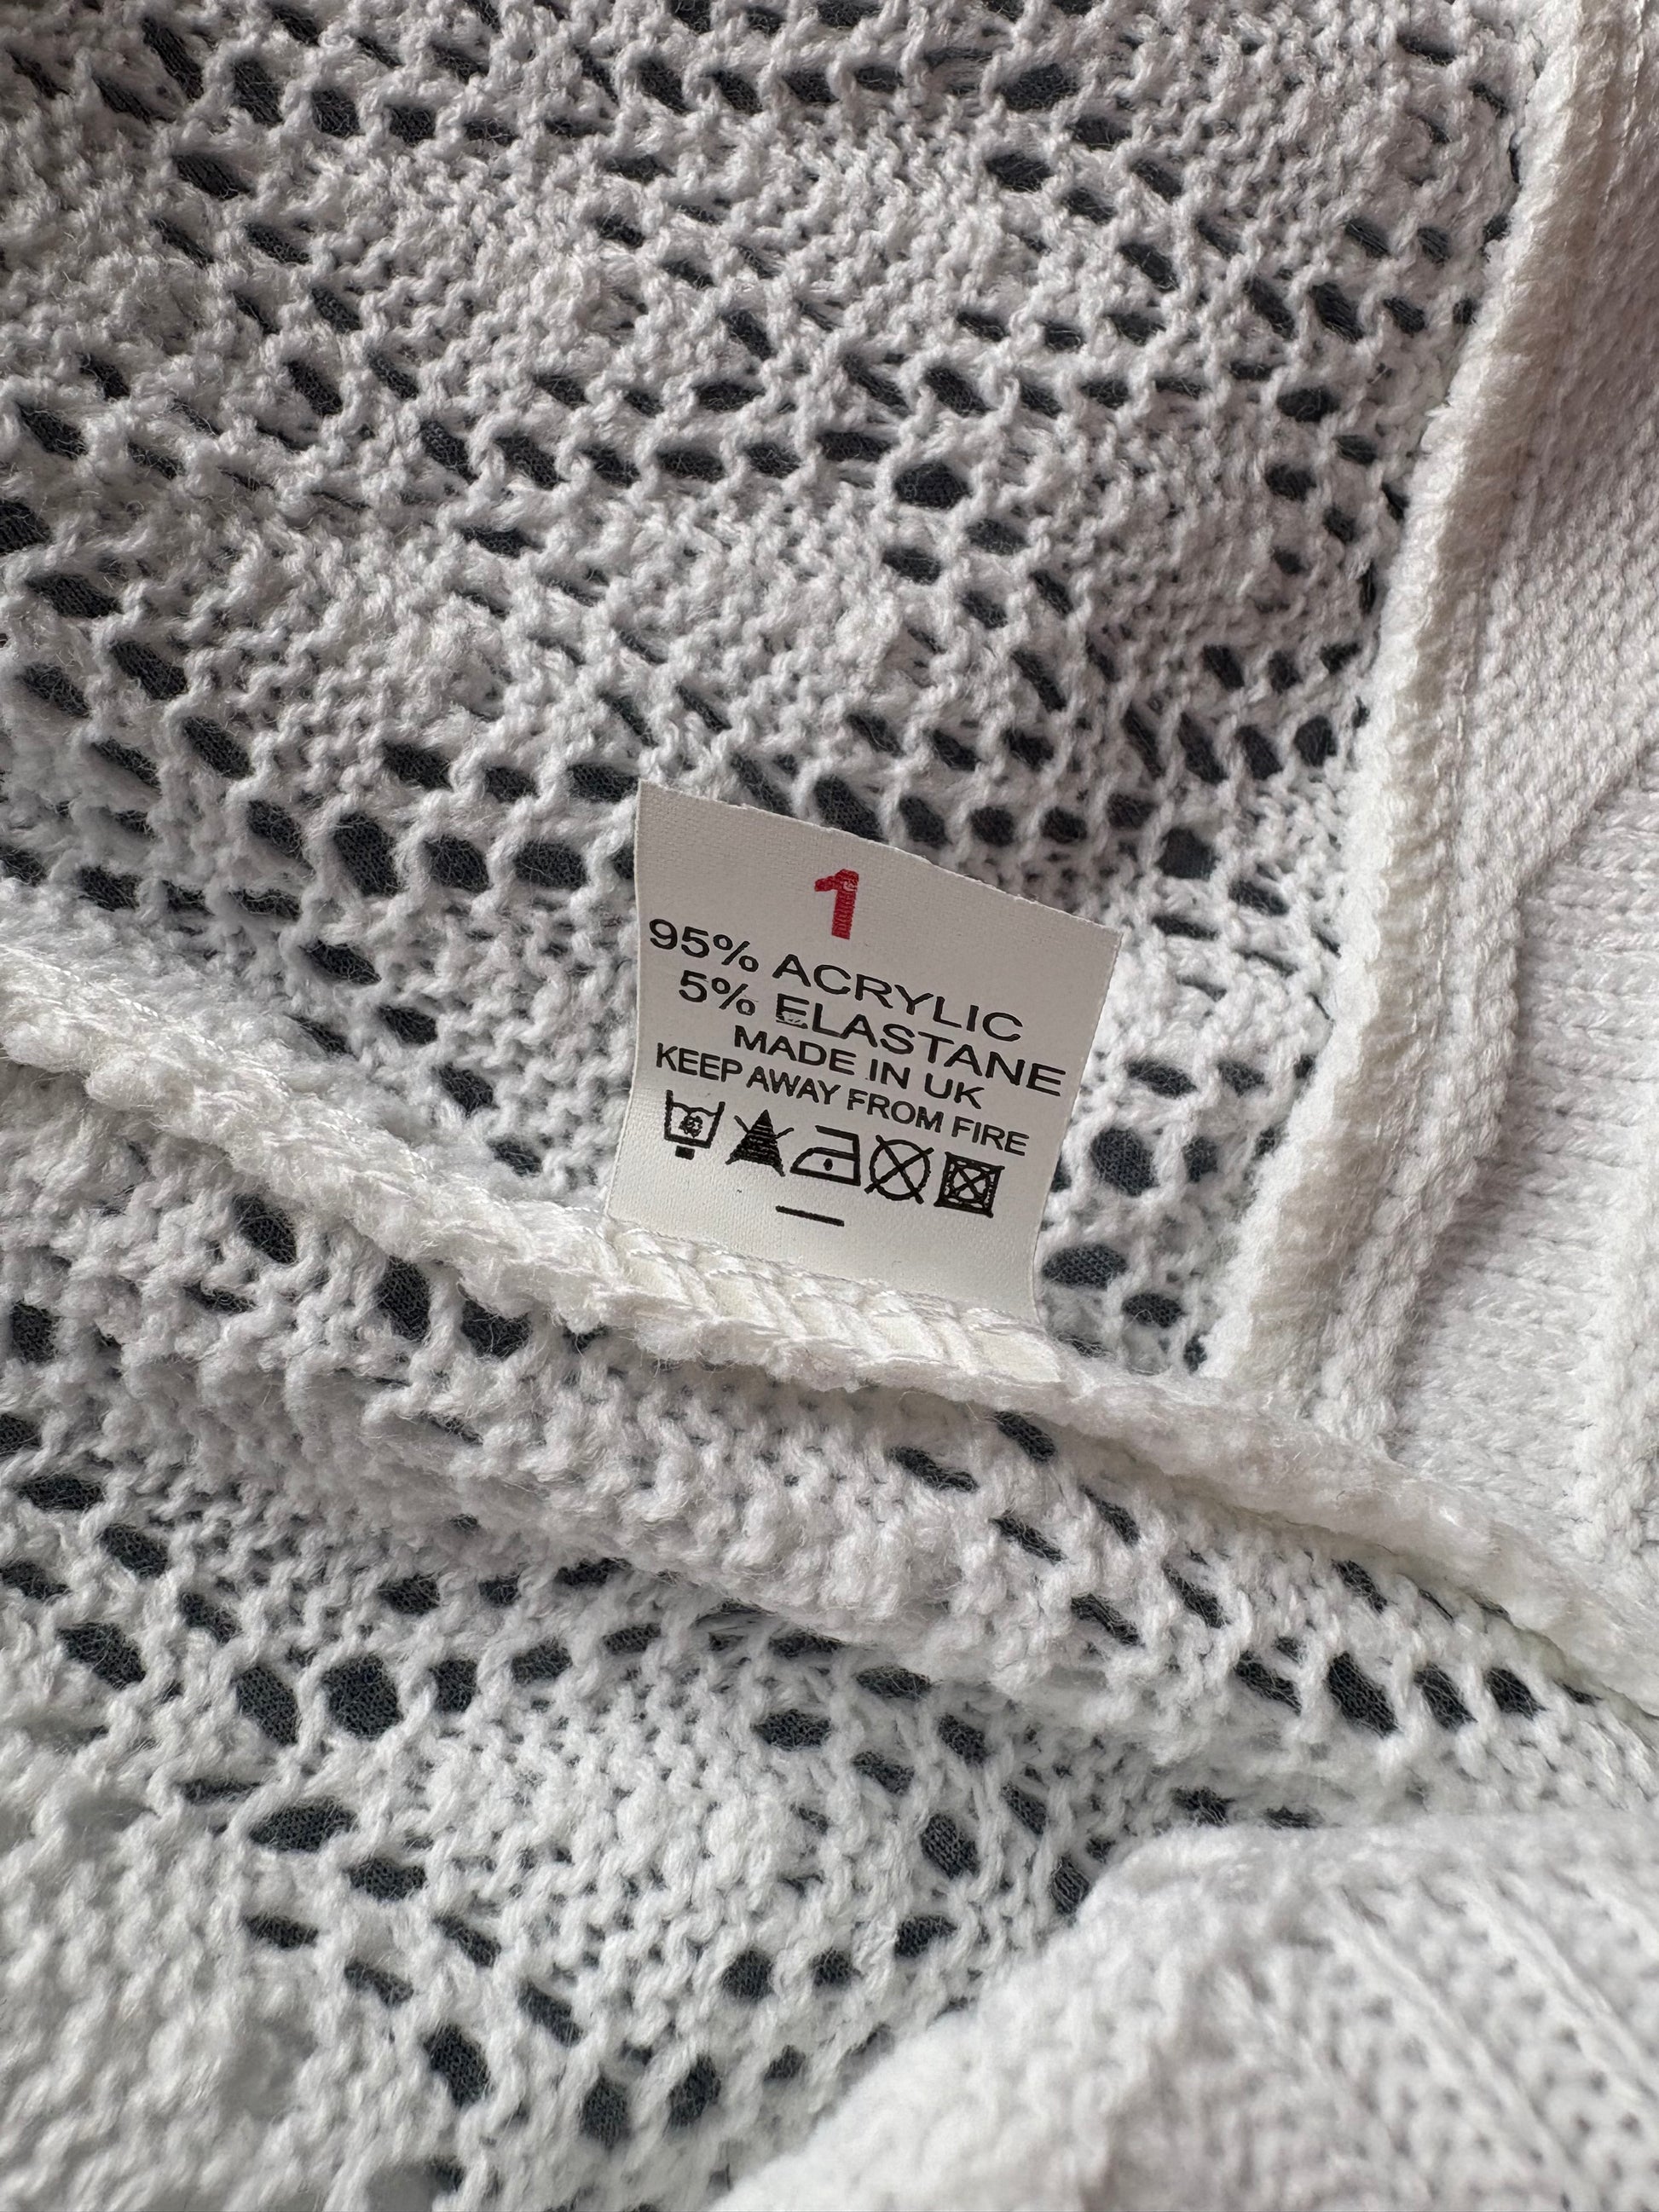 1
95% ACRYLIC
5% ELASTANE
MADE IN UK
KEEP AWAY FROM FIRE